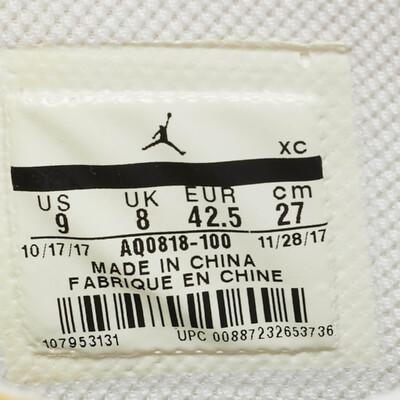 XC
US UK EUR cm
9 8 42.5 27
10/17/17 AQ0818-100 11/28/17
MADE IN CHINA
FABRIQUE EN CHINE
107953131 UPC 00887232653736